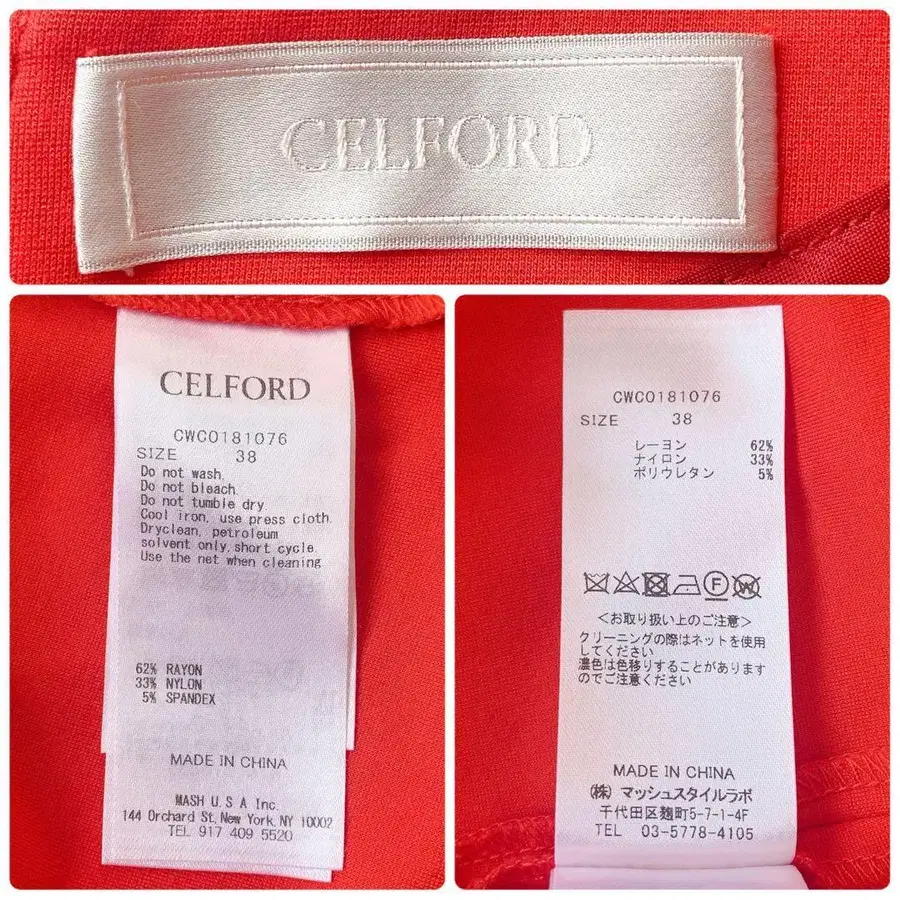 CELFORD
CELFORD
CWCO181076
SIZE 38
Do not wash.
Do not bleach.
Do not tumble dry.
Cool iron, use press cloth.
Dryclean, petroleum
solvent only, short cycle.
Use the net when cleaning
62% RAYON
33% NYLON
5% SPANDEX
MADE IN CHINA
MASH U.S A Inc.
144 Orchard St, New York, NY, 10002
TEL 917 409 5520
CWCO181076
SIZE 38
レーヨン 62%
ナイロン 33%
ポリウレタン 5%
F W
<お取り扱い上のご注意>
クリーニングの際はネットを使用
してください
濃色は色移りすることがあります
のでご注意ください
MADE IN CHINA
(株) マッシュスタイルラボ
千代田区麹町5-7-1-4F
TEL 03-5778-4105